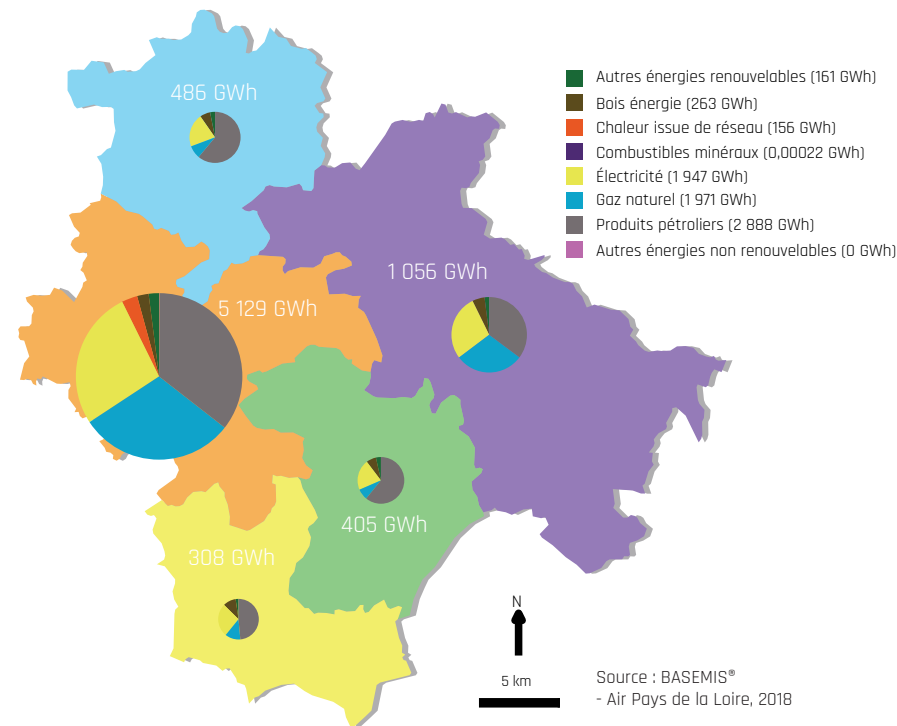 486 GWh
Autres énergies renouvelables (161 GWh)
Bois énergie (263 GWh)
Chaleur issue de réseau (156 GWh)
Combustibles minéraux (0,00022 GWh)
Électricité (1 947 GWh)
Gaz naturel (1 971 GWh)
Produits pétroliers (2 888 GWh)
Autres énergies non renouvelables (0 GWh)
1 056 GWh
5 129 GWh
405 GWh
308 GWh
N
5 km
Source : BASEMIS®
- Air Pays de la Loire, 2018